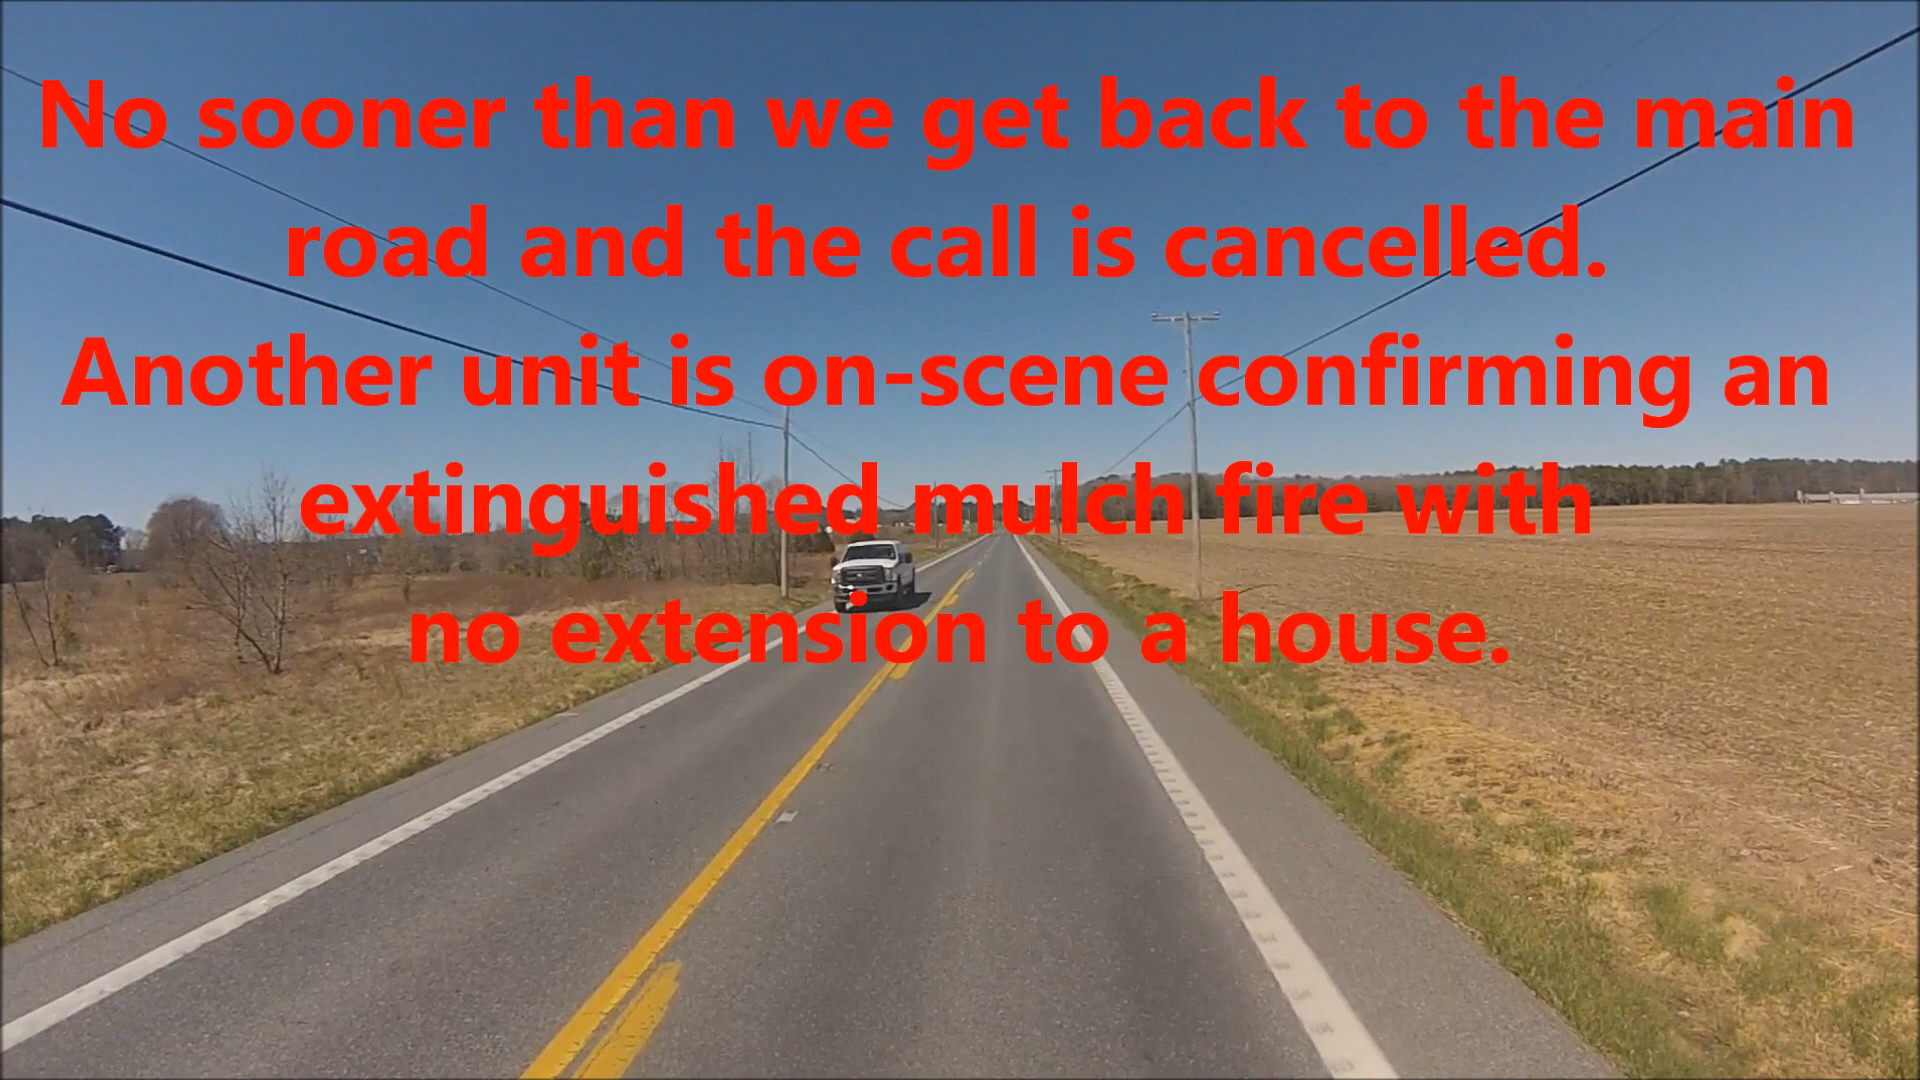 No sooner than we get back to the main
road and the call is cancelled.
Another unit is on-scene confirming an
extinguished mulch fire with
no extension to a house.